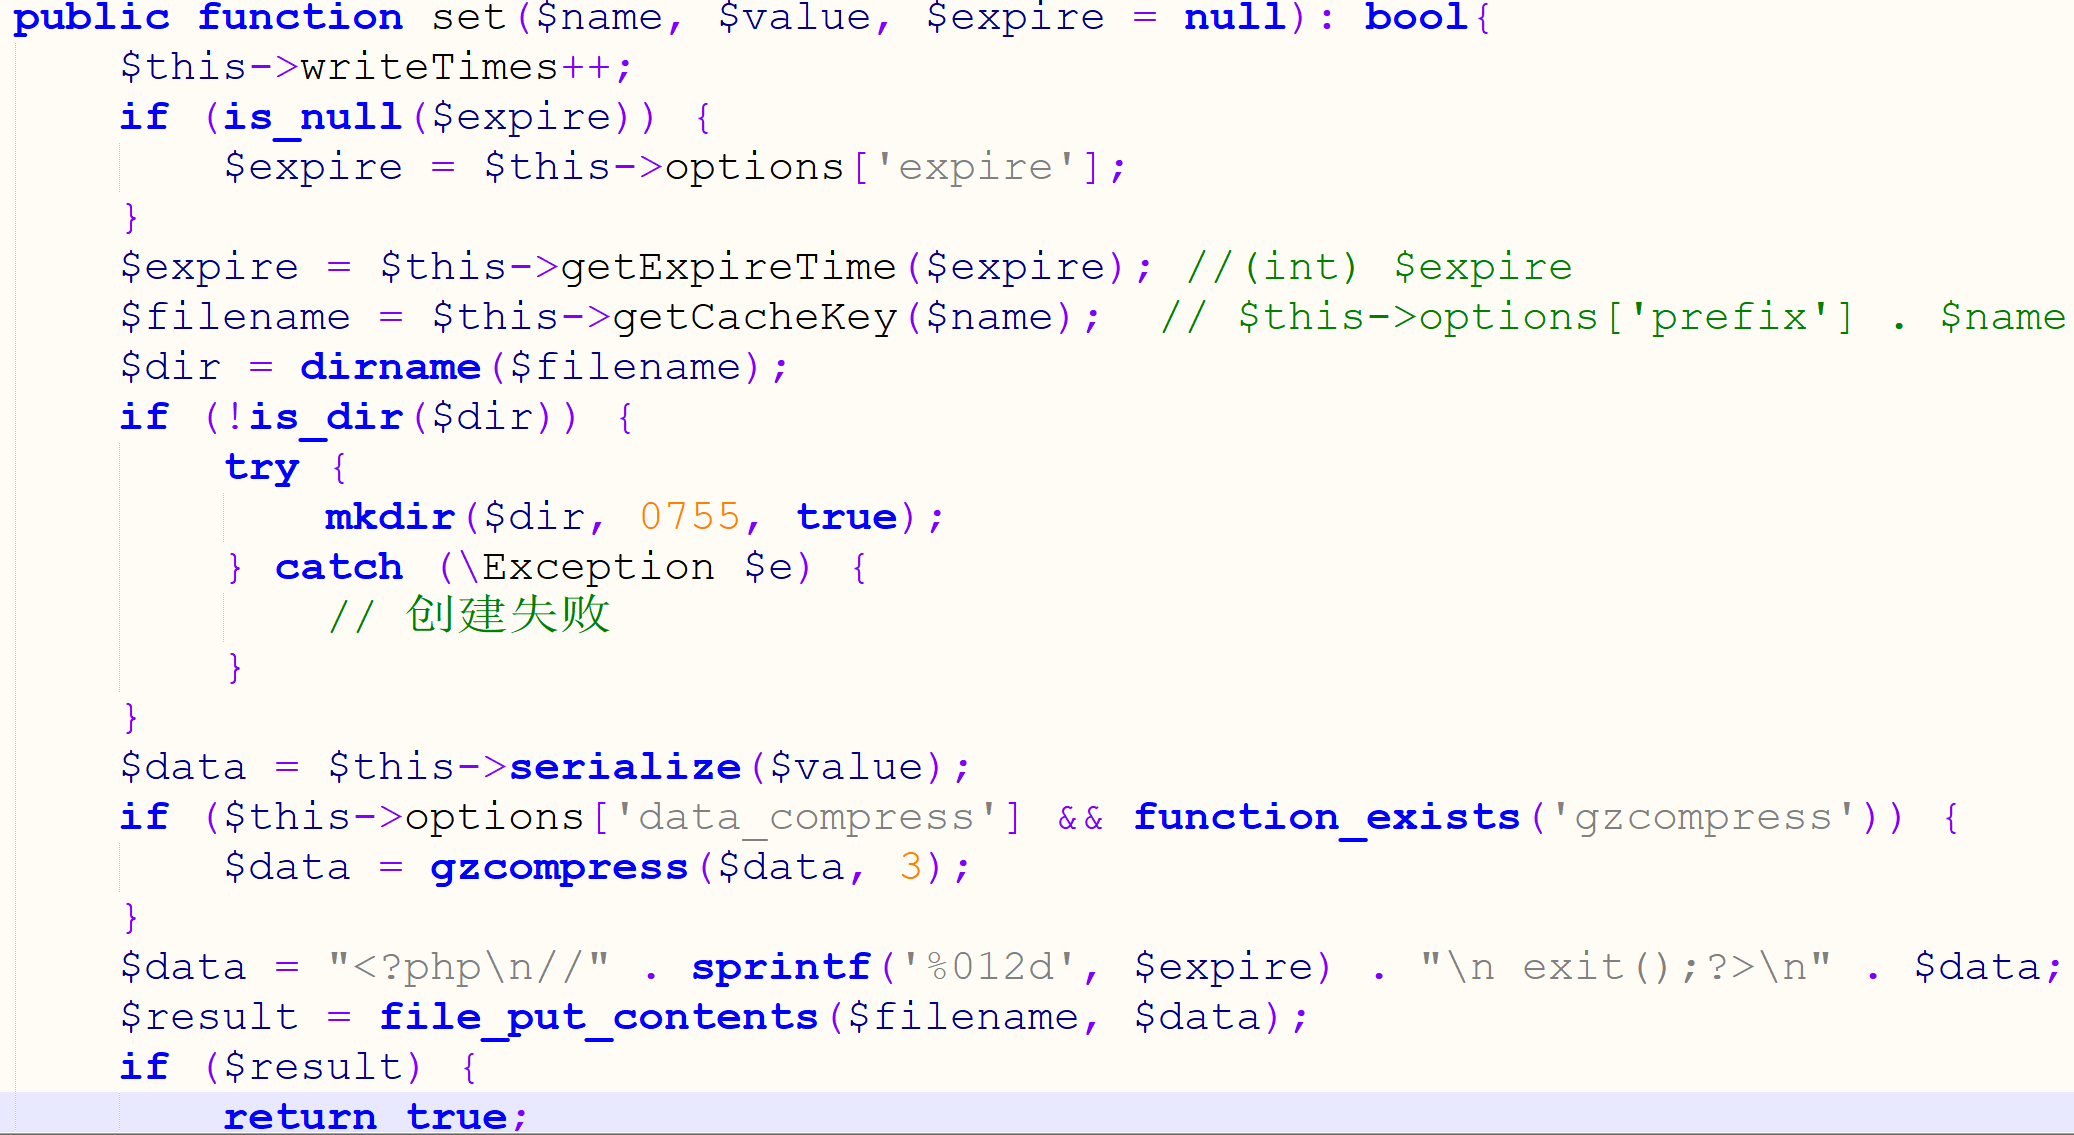 public function set($name, $value, $expire = null): bool{
    $this->writeTimes++;
    if (is_null($expire)) {
        $expire = $this->options['expire'];
    }
    $expire = $this->getExpireTime($expire); //(int) $expire
    $filename = $this->getCacheKey($name);  // $this->options['prefix'] . $name
    $dir = dirname($filename);
    if (!is_dir($dir)) {
        try {
            mkdir($dir, 0755, true);
        } catch (\Exception $e) {
            // 创建失败
        }
    }
    $data = $this->serialize($value);
    if ($this->options['data_compress'] && function_exists('gzcompress')) {
        $data = gzcompress($data, 3);
    }
    $data = "<?php\n//" . sprintf('%012d', $expire) . "\n exit();?>\n" . $data;
    $result = file_put_contents($filename, $data);
    if ($result) {
        return true;